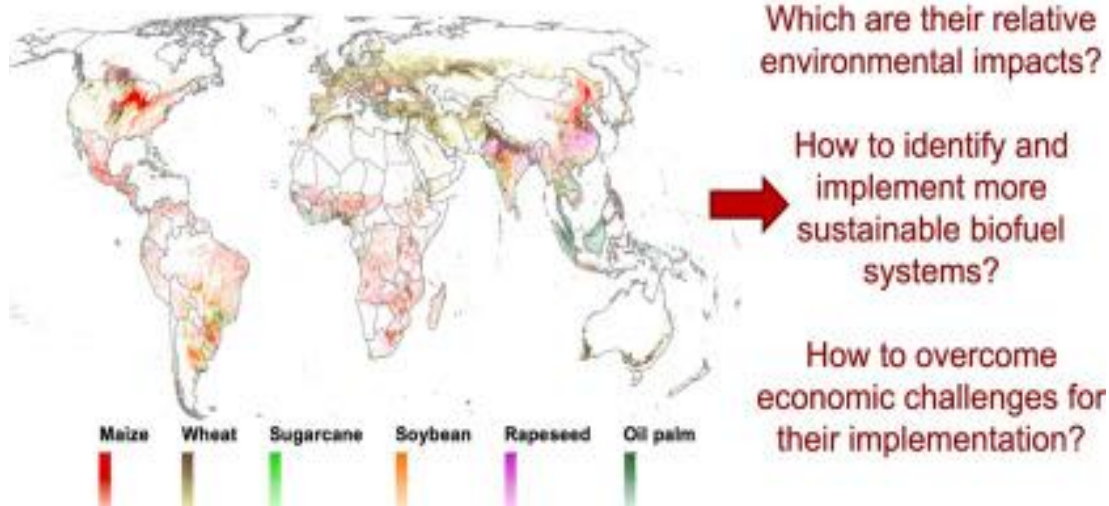 Which are their relative
environmental impacts?
How to identify and
implement more
sustainable biofuel
systems?
How to overcome
economic challenges for
their implementation?
Maize Wheat Sugarcane Soybean Rapeseed Oil palm